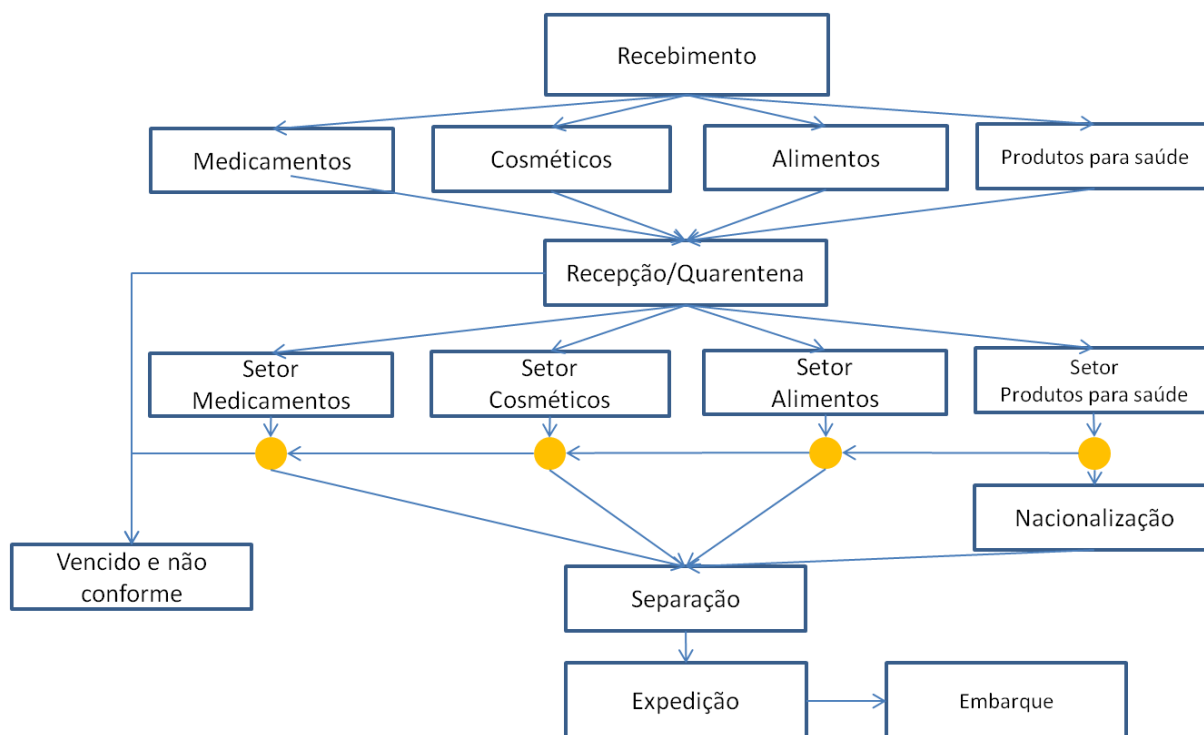 Recebimento
Medicamentos
Cosméticos
Alimentos
Produtos para saúde
Recepção/Quarentena
Setor
Medicamentos
Setor
Cosméticos
Setor
Alimentos
Setor
Produtos para saúde
Nacionalização
Vencido e não
conforme
Separação
Expedição
Embarque